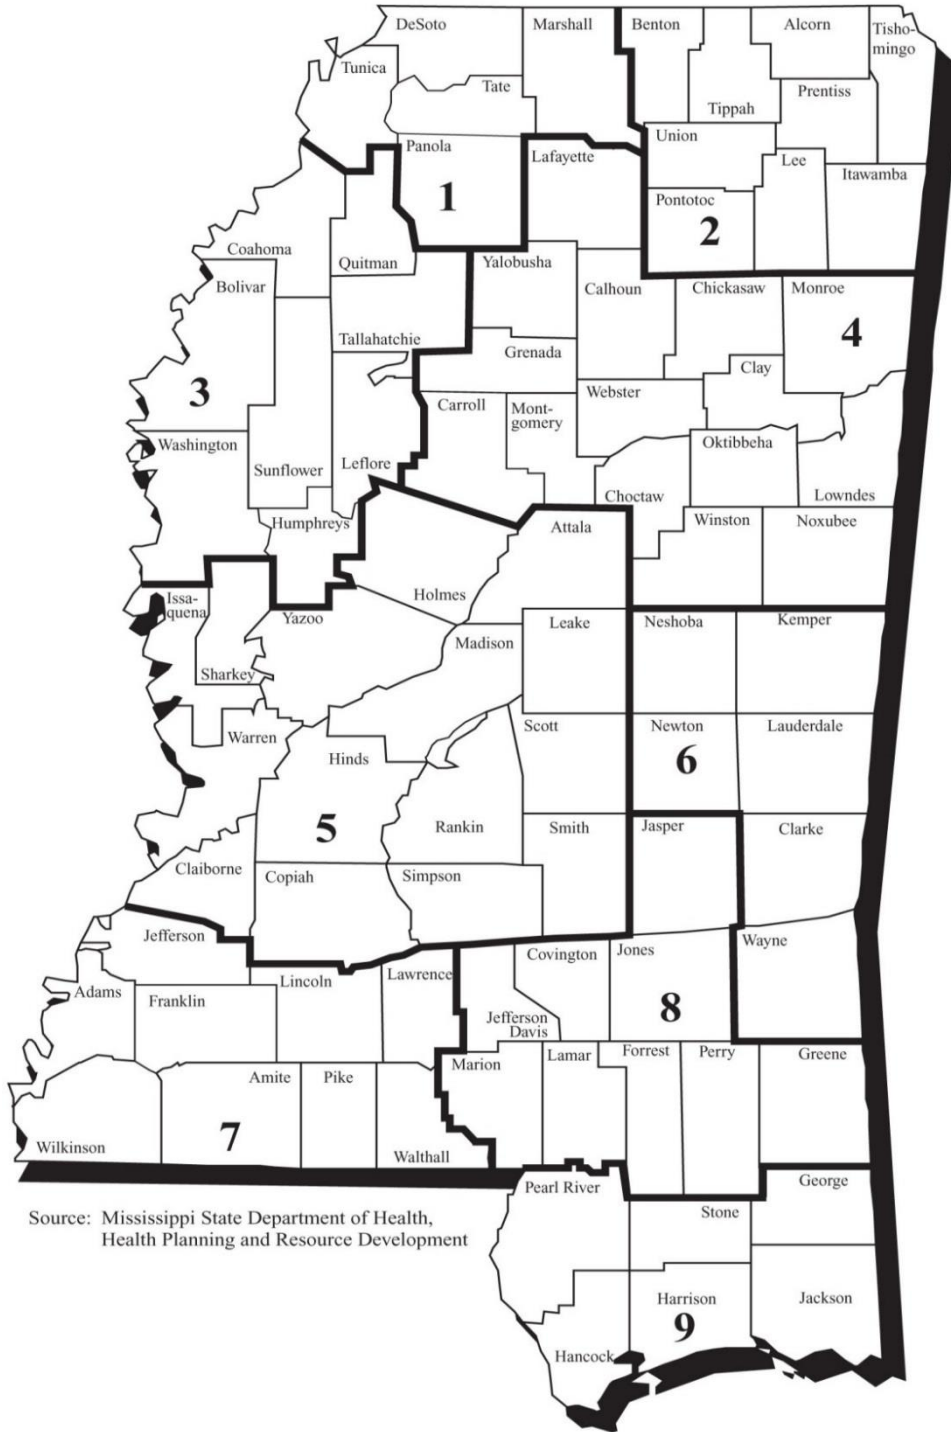 DeSoto
Marshall
Benton
Alcorn
Tisho-
mingo
Tunica
Tate
Tippah
Prentiss
Panola
Lafayette
Union
Lee
Itawamba
1
Pontotoc
2
Coahoma
Quitman
Yalobusha
Bolivar
Calhoun
Chickasaw
Monroe
Tallahatchie
Grenada
4
3
Clay
Carroll
Mont-
gomery
Webster
Washington
Sunflower
Leflore
Oktibbeha
Choctaw
Lowndes
Humphreys
Attala
Winston
Noxubee
Issa-
quena
Holmes
Yazoo
Leake
Neshoba
Kemper
Madison
Sharkey
Warren
Scott
Newton
Lauderdale
Hinds
6
5
Rankin
Smith
Jasper
Clarke
Claiborne
Copiah
Simpson
Jefferson
Covington
Jones
Wayne
Lincoln
Lawrence
Adams
Franklin
Jefferson
Davis
8
Marion
Lamar
Forrest
Perry
Greene
Amite
Pike
7
Wilkinson
Walthall
Pearl River
George
Stone
Source: Mississippi State Department of Health,
Health Planning and Resource Development
Harrison
Jackson
9
Hancock